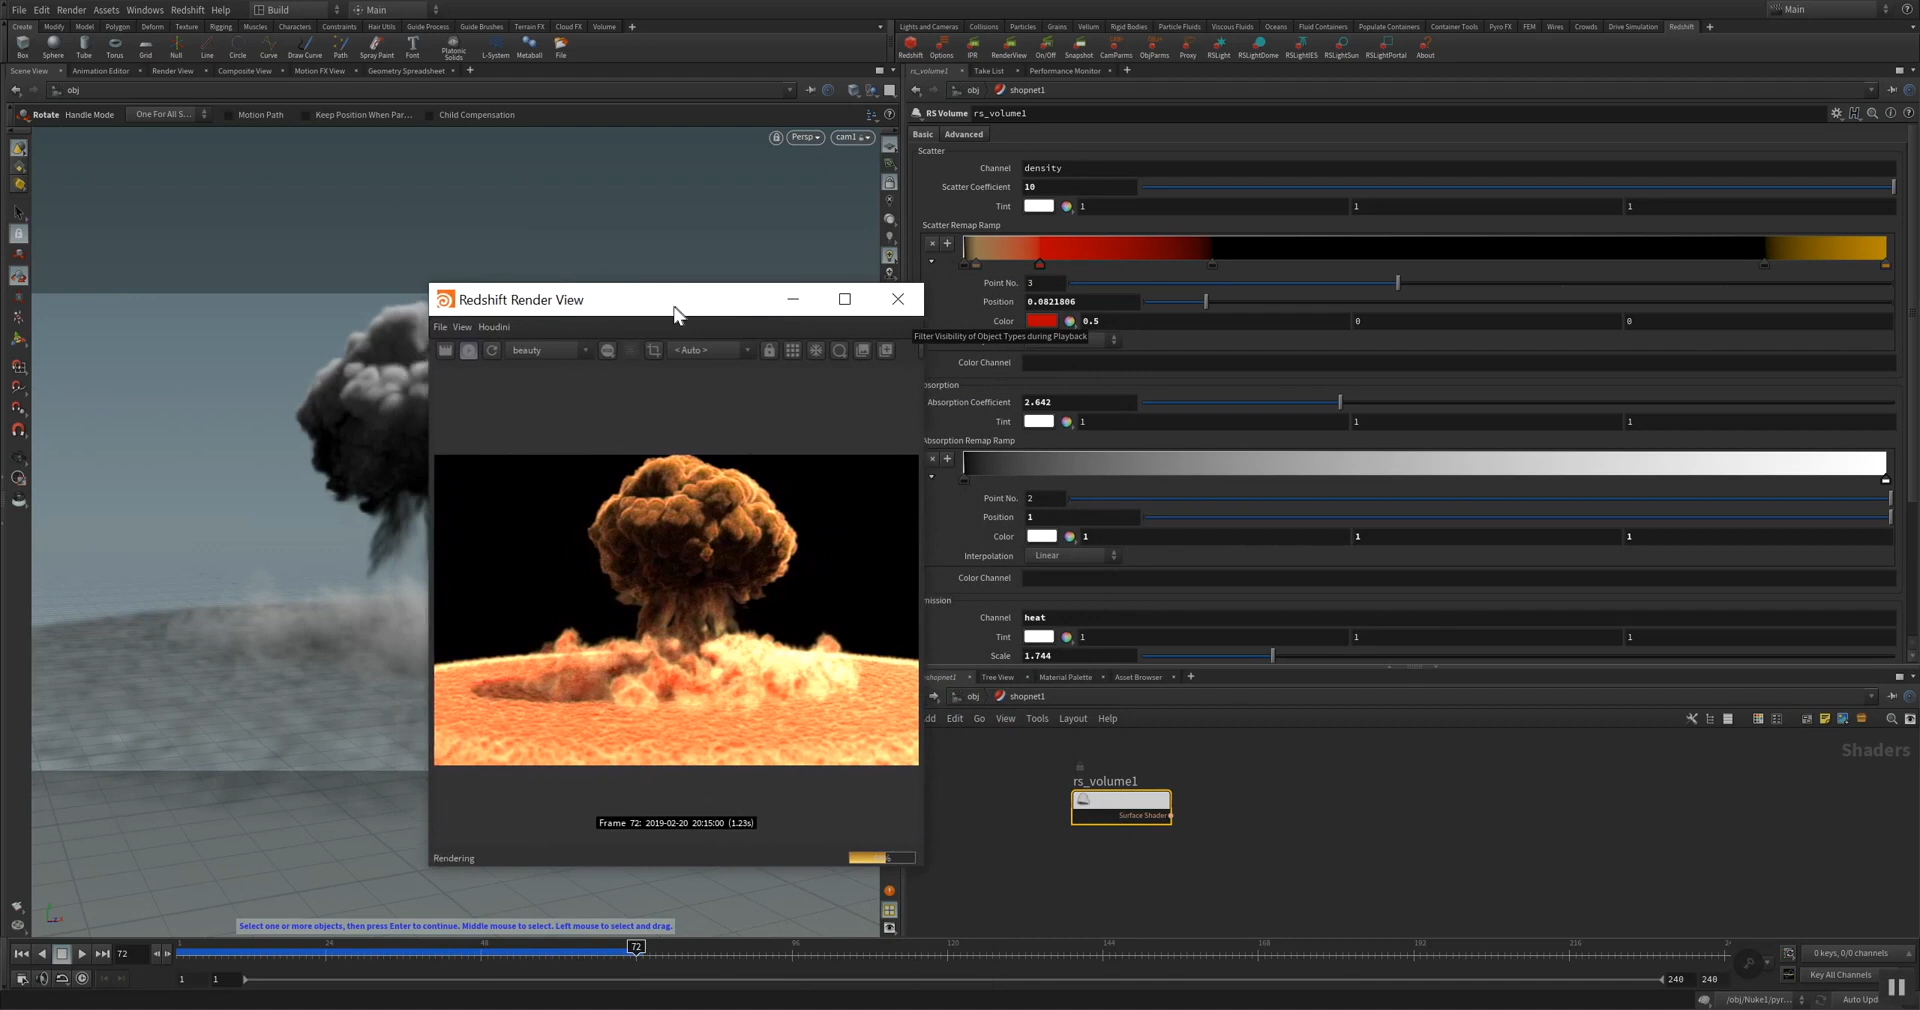 File Edit Render Assets Windows Redshift Help Build Main Main
Create Modify Model Polygon Deform Texture Rigging Muscles Characters Constraints Hair Utils Guide Process Guide Brushes Terrain FX Cloud FX Volume
Lights and Cameras Collisions Particles Grains Vellum Rigid Bodies Particle Fluids Viscous Fluids Oceans Fluid Containers Populate Containers Container Tools Pyro FX FEM Wires Crowds Drive Simulation Redshift
Box Sphere Tube Torus Grid Null Line Circle Curve Draw Curve Path Spray Paint Font Platonic Solids L-System Metaball File
Redshift Options IPR RenderView On/Off Snapshot CamParms ObjParms Proxy RSLight RSLightDome RSLightIES RSLightSun RSLightPortal About
Scene View Animation Editor Render View Composite View Motion FX View Geometry Spreadsheet
rs_volume1 Take List Performance Monitor
obj
obj shopnet1
Rotate Handle Mode One For All S... Motion Path Keep Position When Par... Child Compensation
RS Volume rs_volume1
Persp cam1
Basic Advanced
Scatter
Channel density
Scatter Coefficient 10
Tint 1 1 1
Scatter Remap Ramp
Point No. 3
Position 0.0821806
Color 0.5 0 0
Filter Visibility of Object Types during Playback
Color Channel
Redshift Render View
File View Houdini
beauty < Auto >
Frame 72: 2019-02-20 20:15:00 (1.23s)
Rendering
sorption
Absorption Coefficient 2.642
Tint 1 1 1
Absorption Remap Ramp
Point No. 2
Position 1
Color 1 1 1
Interpolation Linear
Color Channel
mission
Channel heat
Tint 1 1 1
Scale 1.744
shopnet1 Tree View Material Palette Asset Browser
obj shopnet1
dd Edit Go View Tools Layout Help
Shaders
rs_volume1
Surface Shader
Select one or more objects, then press Enter to continue. Middle mouse to select. Left mouse to select and drag.
72 1 24 48 72 96 120 144 168 192 216 0 keys, 0/0 channels
1 1 240 240 Key All Channels
/obj/Nuke1/pyr... Auto Upd